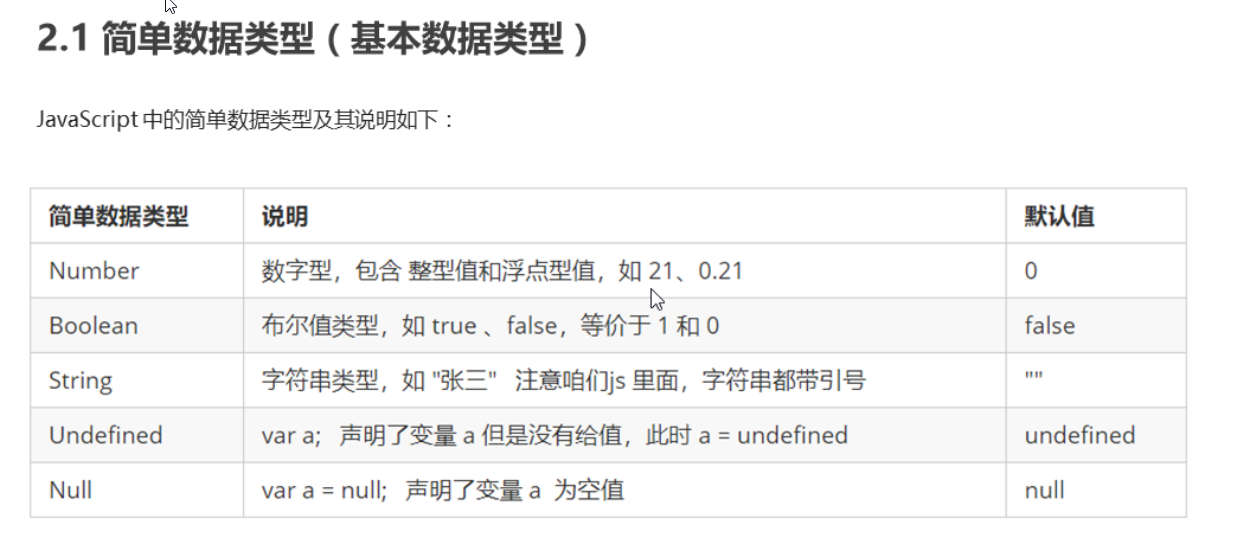 2.1 简单数据类型（基本数据类型）
JavaScript 中的简单数据类型及其说明如下：
简单数据类型 说明 默认值
Number 数字型，包含 整型值和浮点型值，如 21、0.21 0
Boolean 布尔值类型，如 true 、false，等价于 1 和 0 false
String 字符串类型，如 "张三" 注意咱们js 里面，字符串都带引号 ""
Undefined var a; 声明了变量 a 但是没有给值，此时 a = undefined undefined
Null var a = null; 声明了变量 a 为空值 null